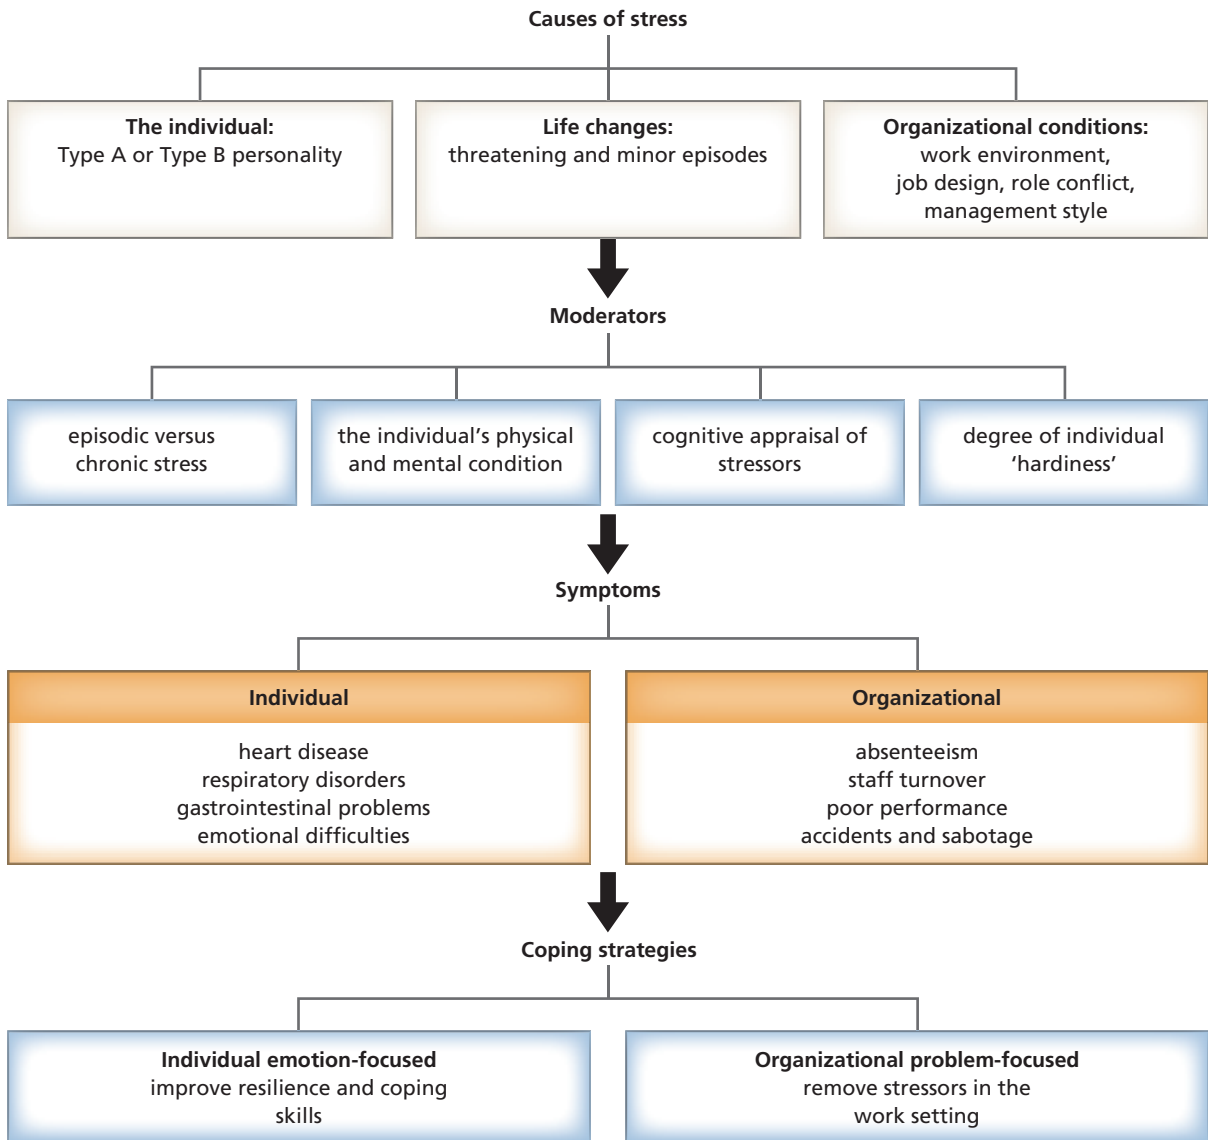 Causes of stress
The individual:
Type A or Type B personality
Life changes:
threatening and minor episodes
Organizational conditions:
work environment,
job design, role conflict,
management style
Moderators
episodic versus
chronic stress
the individual’s physical
and mental condition
cognitive appraisal of
stressors
degree of individual
‘hardiness’
Symptoms
Individual
heart disease
respiratory disorders
gastrointestinal problems
emotional difficulties
Organizational
absenteeism
staff turnover
poor performance
accidents and sabotage
Coping strategies
Individual emotion-focused
improve resilience and coping
skills
Organizational problem-focused
remove stressors in the
work setting